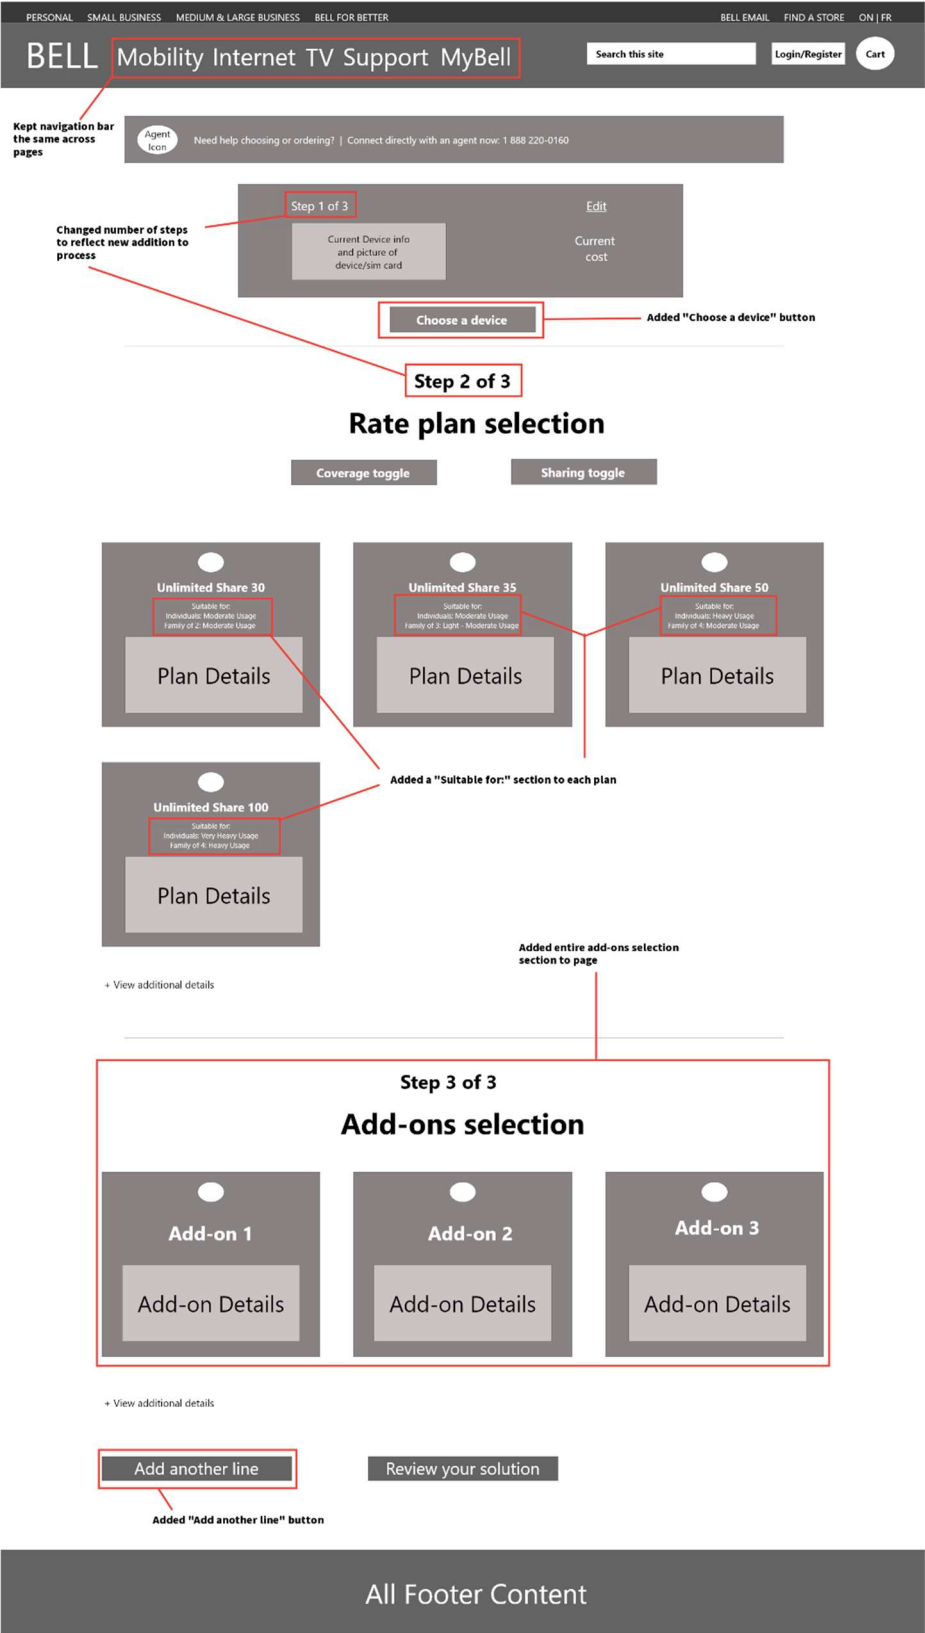 PERSONAL SMALL BUSINESS MEDIUM & LARGE BUSINESS BELL FOR BETTER BELL EMAIL FIND A STORE ON | FR
BELL Mobility Internet TV Support MyBell Search this site Login/Register Cart
Kept navigation bar
the same across
pages
Agent
Icon
Need help choosing or ordering? | Connect directly with an agent now: 1 888 220-0160
Step 1 of 3 Edit
Changed number of steps
to reflect new addition to
process
Current Device info
and picture of
device/sim card
Current
cost
Choose a device
Added "Choose a device" button
Step 2 of 3
Rate plan selection
Coverage toggle Sharing toggle
Unlimited Share 30
Suitable for:
Individuals: Moderate Usage
Family of 2: Moderate Usage
Plan Details
Unlimited Share 35
Suitable for:
Individuals: Moderate Usage
Family of 3: Light - Moderate Usage
Plan Details
Unlimited Share 50
Suitable for:
Individuals: Heavy Usage
Family of 4: Moderate Usage
Plan Details
Added a "Suitable for:" section to each plan
Unlimited Share 100
Suitable for:
Individuals: Very Heavy Usage
Family of 4: Heavy Usage
Plan Details
Added entire add-ons selection
section to page
+ View additional details
Step 3 of 3
Add-ons selection
Add-on 1
Add-on Details
Add-on 2
Add-on Details
Add-on 3
Add-on Details
+ View additional details
Add another line Review your solution
Added "Add another line" button
All Footer Content